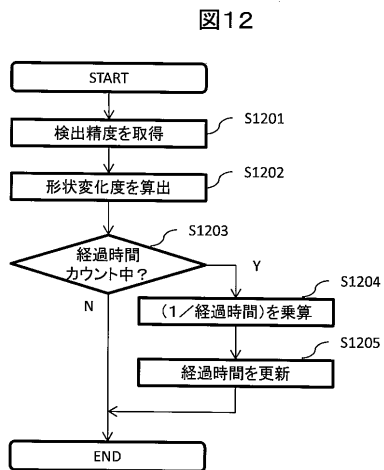 図12
START
検出精度を取得
S1201
形状変化度を算出
S1202
経過時間
カウント中？
S1203
Y
N
(1／経過時間)を乗算
S1204
経過時間を更新
S1205
END